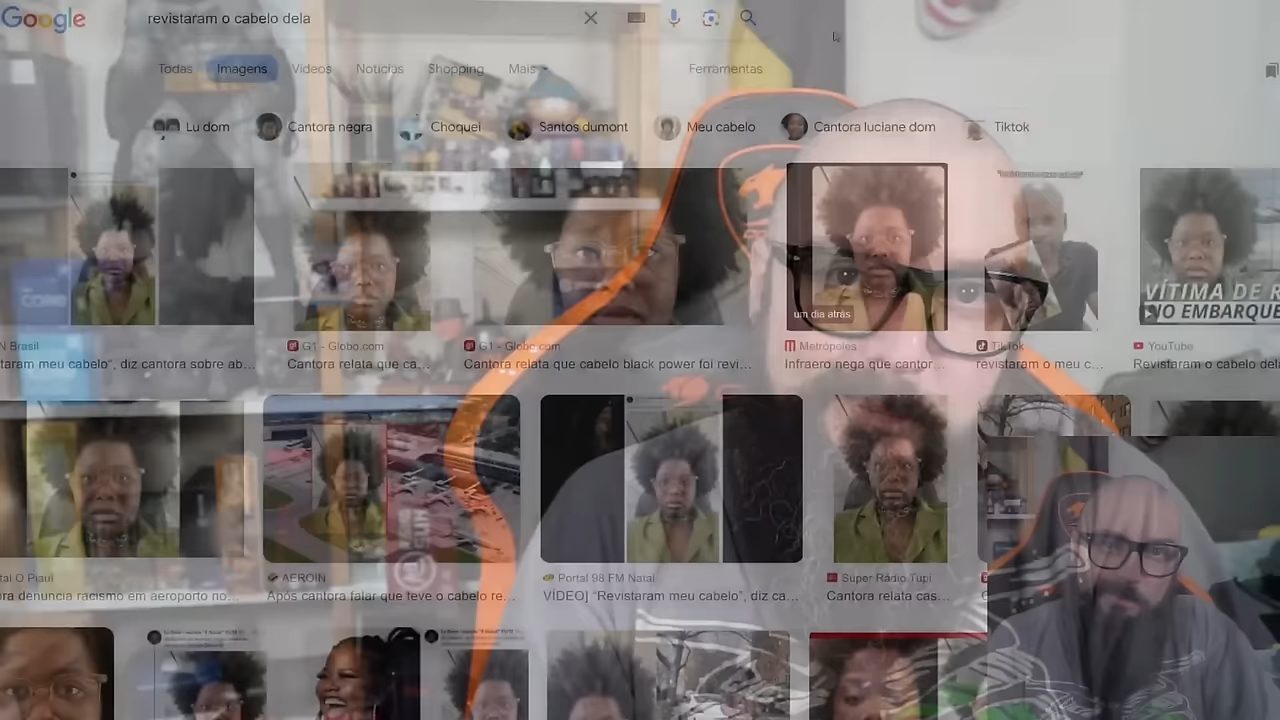 Google
revistaram o cabelo dela
Todas
Imagens
Vídeos
Notícias
Shopping
Mais
Ferramentas
Lu dom
Cantora negra
Choquei
Santos dumont
Meu cabelo
Cantora luciane dom
Tiktok
CORE
um dia atrás
VÍTIMA DE R
NO EMBARQUE
N Brasil
G1 - Globo.com
G1 - Globo.com
Metrópoles
TikTok
YouTube
taram meu cabelo", diz cantora sobre ab...
Cantora relata que ca...
Cantora relata que cabelo black power foi revi...
Infraero nega que cantor...
revistaram o meu c...
Revistaram o cabelo dela
tal O Piauí
AEROIN
Portal 98 FM Natal
Super Rádio Tupi
ra denuncia racismo em aeroporto no...
Após cantora falar que teve o cabelo re...
VÍDEO] "Revistaram meu cabelo", diz ca...
Cantora relata cas...